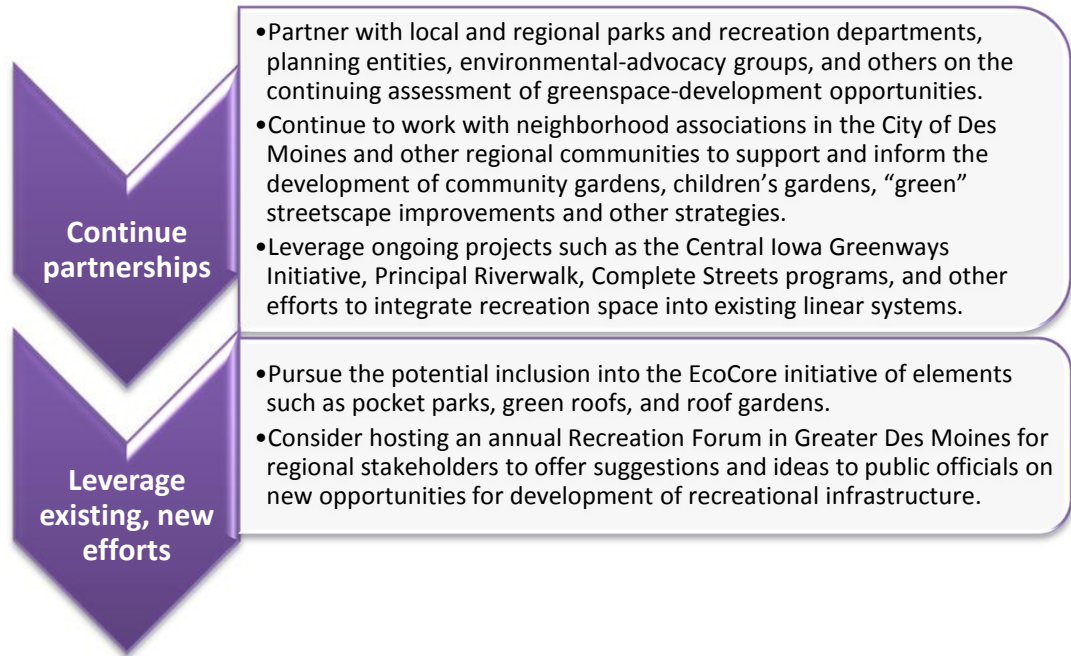 Continue
partnerships
•Partner with local and regional parks and recreation departments,
planning entities, environmental-advocacy groups, and others on the
continuing assessment of greenspace-development opportunities.
•Continue to work with neighborhood associations in the City of Des
Moines and other regional communities to support and inform the
development of community gardens, children’s gardens, “green”
streetscape improvements and other strategies.
•Leverage ongoing projects such as the Central Iowa Greenways
Initiative, Principal Riverwalk, Complete Streets programs, and other
efforts to integrate recreation space into existing linear systems.
Leverage
existing, new
efforts
•Pursue the potential inclusion into the EcoCore initiative of elements
such as pocket parks, green roofs, and roof gardens.
•Consider hosting an annual Recreation Forum in Greater Des Moines for
regional stakeholders to offer suggestions and ideas to public officials on
new opportunities for development of recreational infrastructure.